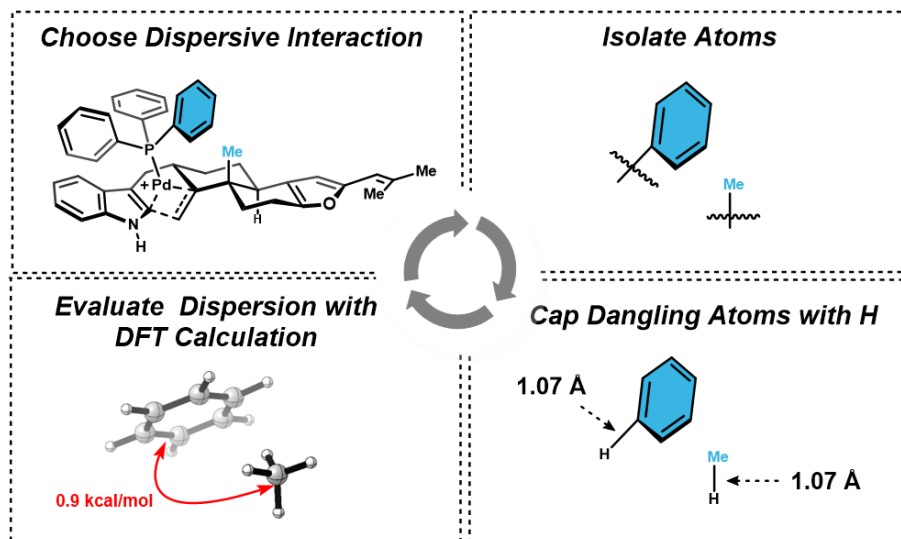 Choose Dispersive Interaction
P
Me
+Pd
N
H
H
O
Me
Me
Isolate Atoms
Me
Evaluate Dispersion with
DFT Calculation
0.9 kcal/mol
Cap Dangling Atoms with H
1.07 Å
H
Me
H
1.07 Å